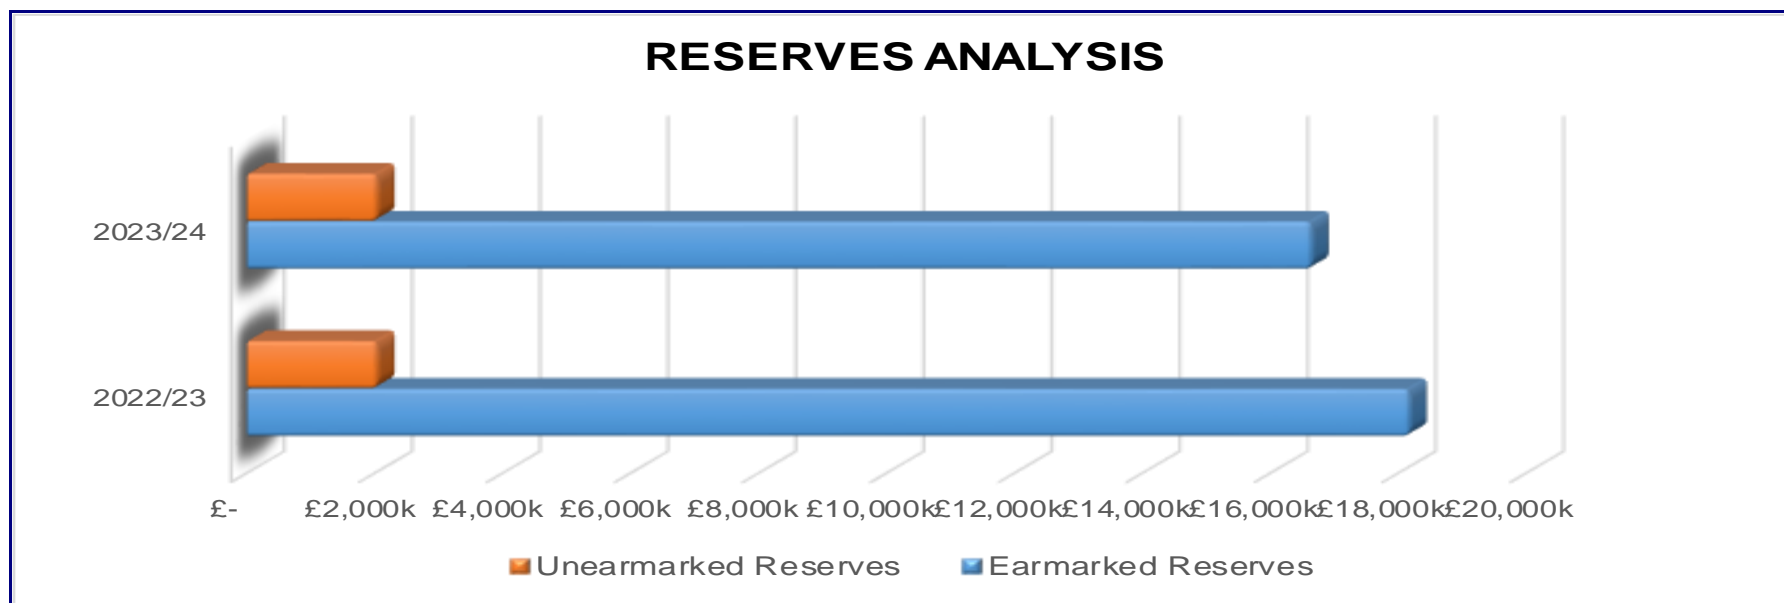 RESERVES ANALYSIS
2023/24
2022/23
£- £2,000k £4,000k £6,000k £8,000k £10,000k £12,000k £14,000k £16,000k £18,000k £20,000k
Unearmarked Reserves Earmarked Reserves